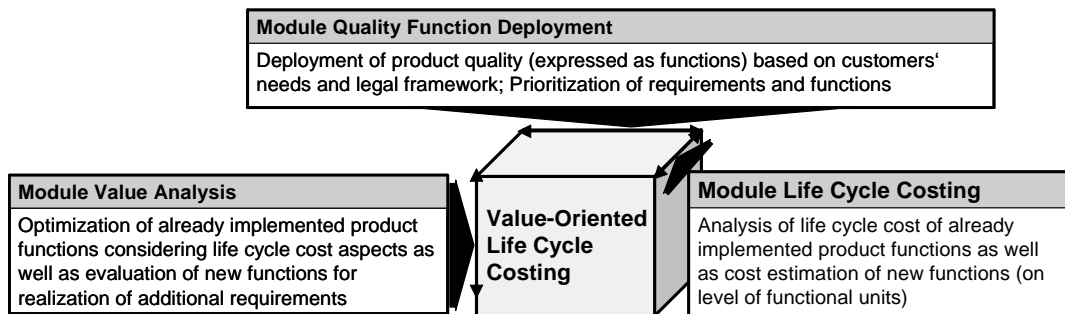 Module Quality Function Deployment
Deployment of product quality (expressed as functions) based on customers‘
needs and legal framework; Prioritization of requirements and functions
Module Value Analysis
Optimization of already implemented product
functions considering life cycle cost aspects as
well as evaluation of new functions for
realization of additional requirements
Value-Oriented
Life Cycle
Costing
Module Life Cycle Costing
Analysis of life cycle cost of already
implemented product functions as well
as cost estimation of new functions (on
level of functional units)